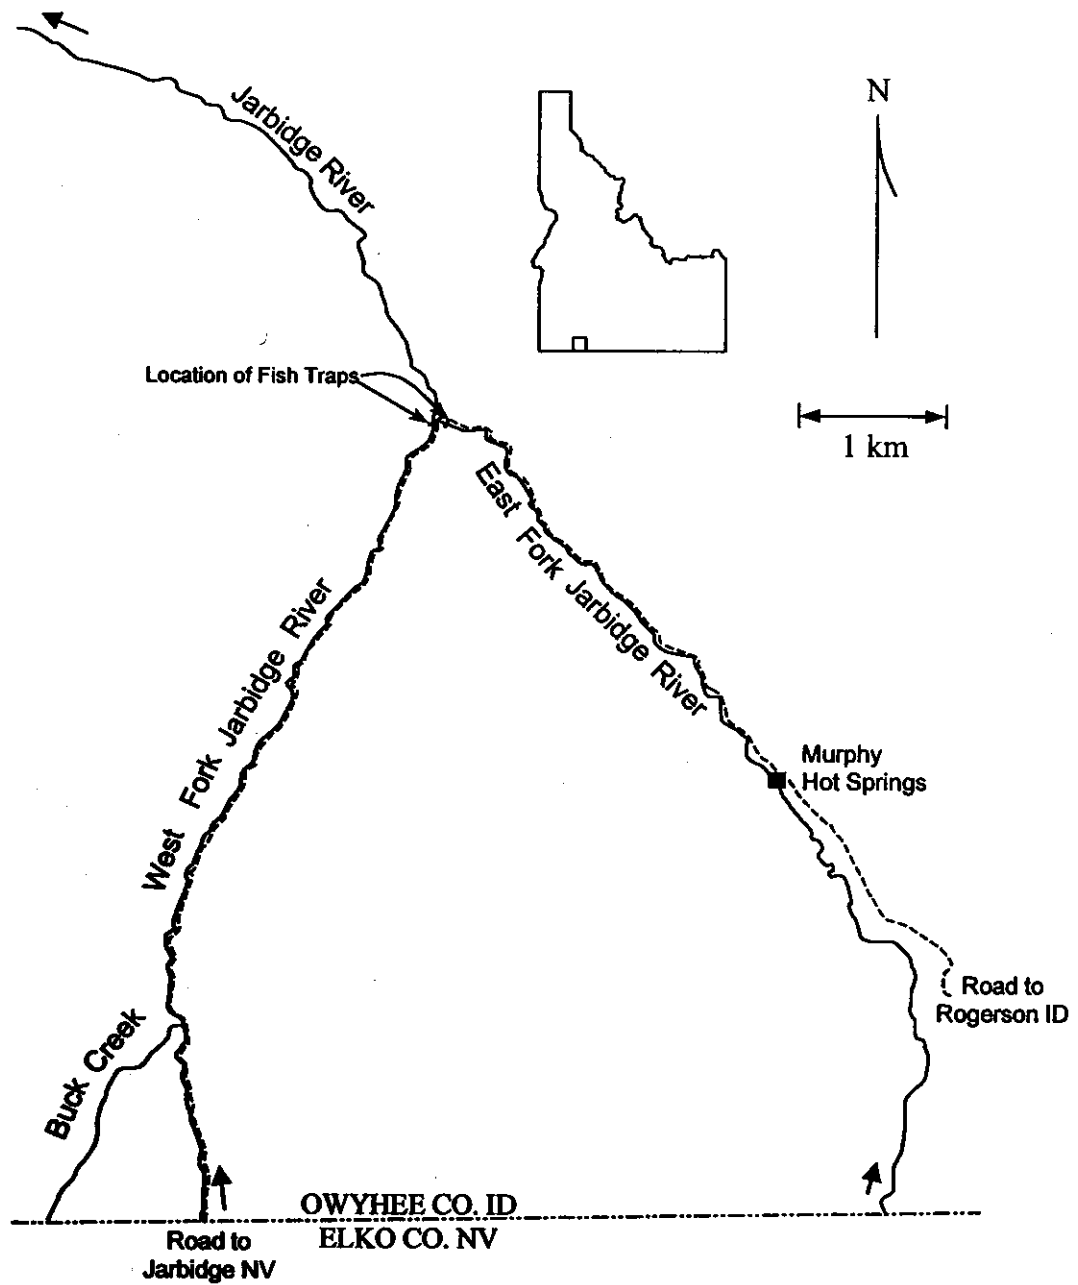 Jarbidge River
N
Location of Fish Traps
1 km
East Fork Jarbidge River
West Fork Jarbidge River
Murphy
Hot Springs
Road to
Rogerson ID
Buck Creek
OWYHEE CO. ID
ELKO CO. NV
Road to
Jarbidge NV